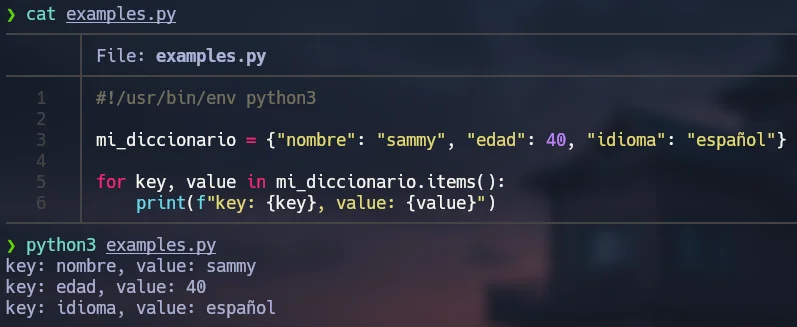 ❯ cat examples.py
File: examples.py
1 #!/usr/bin/env python3
2
3 mi_diccionario = {"nombre": "sammy", "edad": 40, "idioma": "español"}
4
5 for key, value in mi_diccionario.items():
6     print(f"key: {key}, value: {value}")
❯ python3 examples.py
key: nombre, value: sammy
key: edad, value: 40
key: idioma, value: español